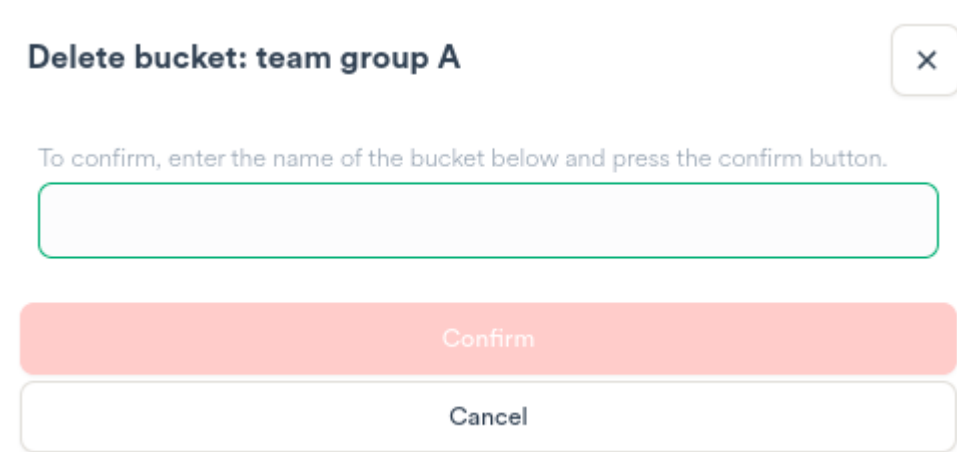 Delete bucket: team group A
To confirm, enter the name of the bucket below and press the confirm button.
Confirm
Cancel